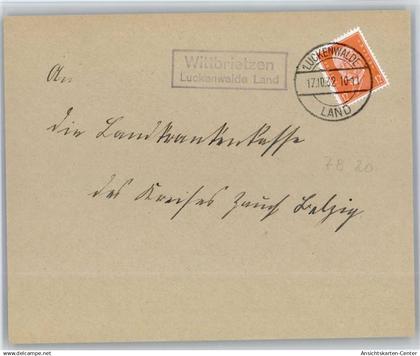 Wittbrietzen
Luckenwalde Land
LUCKENWALDE
17.10.32 10-11
LAND
An
die Landkrankenkasse
78 20
des Kreises Zauch Belzig.
Ansichtskarten-Center